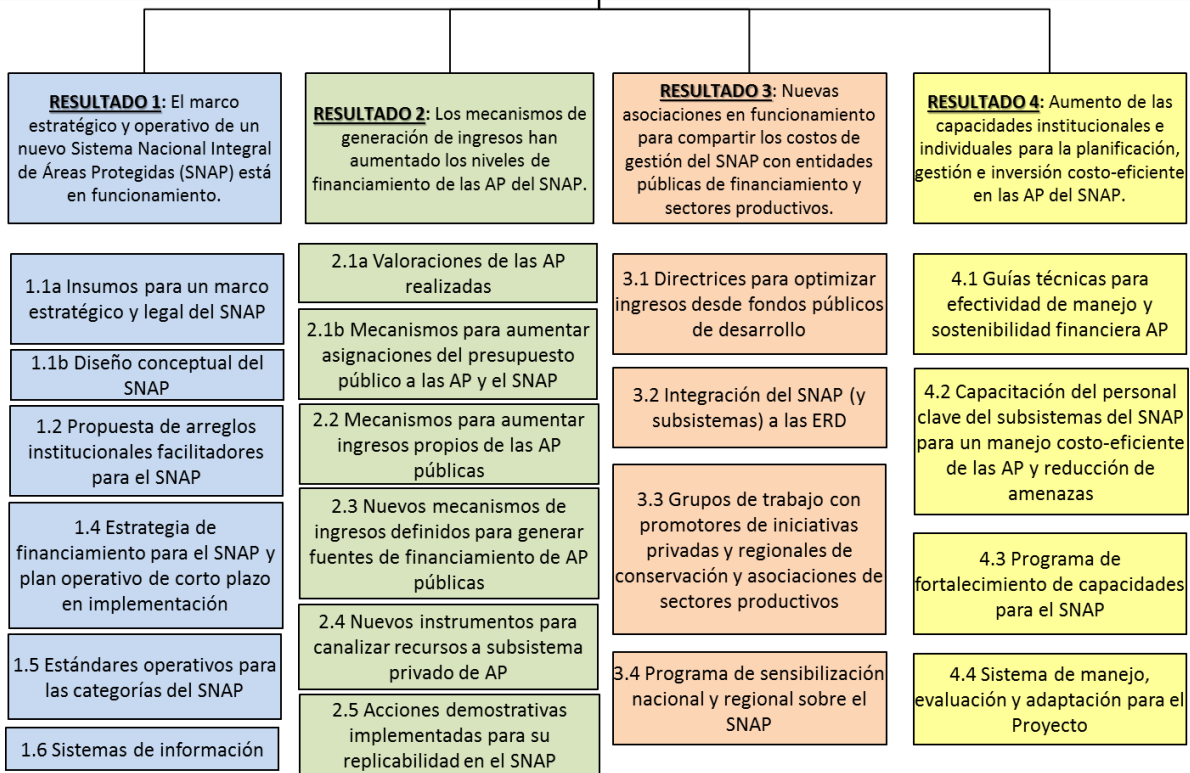 RESULTADO 1: El marco
estratégico y operativo de un
nuevo Sistema Nacional Integral
de Áreas Protegidas (SNAP) está
en funcionamiento.
1.1a Insumos para un marco
estratégico y legal del SNAP
1.1b Diseño conceptual del
SNAP
1.2 Propuesta de arreglos
institucionales facilitadores
para el SNAP
1.4 Estrategia de
financiamiento para el SNAP y
plan operativo de corto plazo
en implementación
1.5 Estándares operativos para
las categorías del SNAP
1.6 Sistemas de información
RESULTADO 2: Los mecanismos de
generación de ingresos han
aumentado los niveles de
financiamiento de las AP del SNAP.
2.1a Valoraciones de las AP
realizadas
2.1b Mecanismos para aumentar
asignaciones del presupuesto
público a las AP y el SNAP
2.2 Mecanismos para aumentar
ingresos propios de las AP
públicas
2.3 Nuevos mecanismos de
ingresos definidos para generar
fuentes de financiamiento de AP
públicas
2.4 Nuevos instrumentos para
canalizar recursos a subsistema
privado de AP
2.5 Acciones demostrativas
implementadas para su
replicabilidad en el SNAP
RESULTADO 3: Nuevas
asociaciones en funcionamiento
para compartir los costos de
gestión del SNAP con entidades
públicas de financiamiento y
sectores productivos.
3.1 Directrices para optimizar
ingresos desde fondos públicos
de desarrollo
3.2 Integración del SNAP (y
subsistemas) a las ERD
3.3 Grupos de trabajo con
promotores de iniciativas
privadas y regionales de
conservación y asociaciones de
sectores productivos
3.4 Programa de sensibilización
nacional y regional sobre el
SNAP
RESULTADO 4: Aumento de las
capacidades institucionales e
individuales para la planificación,
gestión e inversión costo-eficiente
en las AP del SNAP.
4.1 Guías técnicas para
efectividad de manejo y
sostenibilidad financiera AP
4.2 Capacitación del personal
clave del subsistemas del SNAP
para un manejo costo-eficiente
de las AP y reducción de
amenazas
4.3 Programa de
fortalecimiento de capacidades
para el SNAP
4.4 Sistema de manejo,
evaluación y adaptación para el
Proyecto